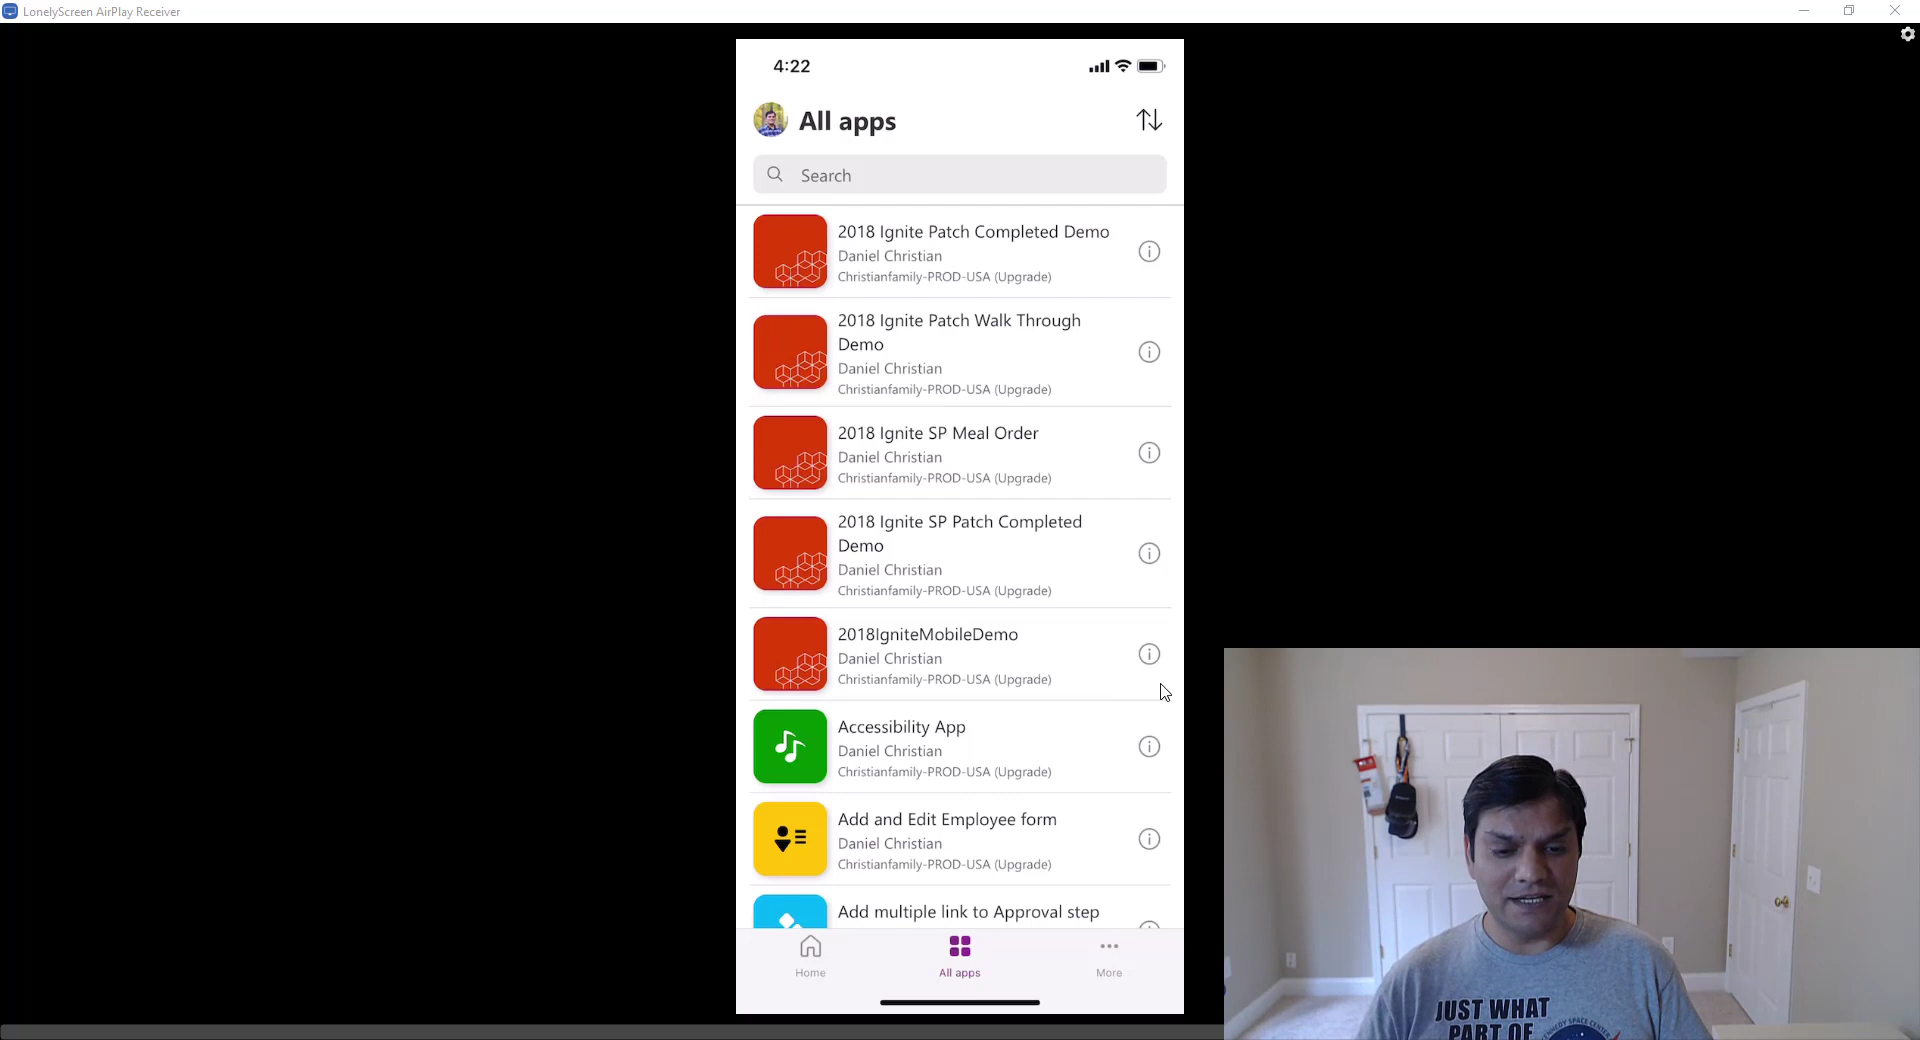 LonelyScreen AirPlay Receiver
4:22
All apps
Search
2018 Ignite Patch Completed Demo
Daniel Christian
Christianfamily-PROD-USA (Upgrade)
2018 Ignite Patch Walk Through
Demo
Daniel Christian
Christianfamily-PROD-USA (Upgrade)
2018 Ignite SP Meal Order
Daniel Christian
Christianfamily-PROD-USA (Upgrade)
2018 Ignite SP Patch Completed
Demo
Daniel Christian
Christianfamily-PROD-USA (Upgrade)
2018IgniteMobileDemo
Daniel Christian
Christianfamily-PROD-USA (Upgrade)
Accessibility App
Daniel Christian
Christianfamily-PROD-USA (Upgrade)
Add and Edit Employee form
Daniel Christian
Christianfamily-PROD-USA (Upgrade)
Add multiple link to Approval step
Home
All apps
More
JUST WHAT
PART OF
KENNEDY SPACE CENTER